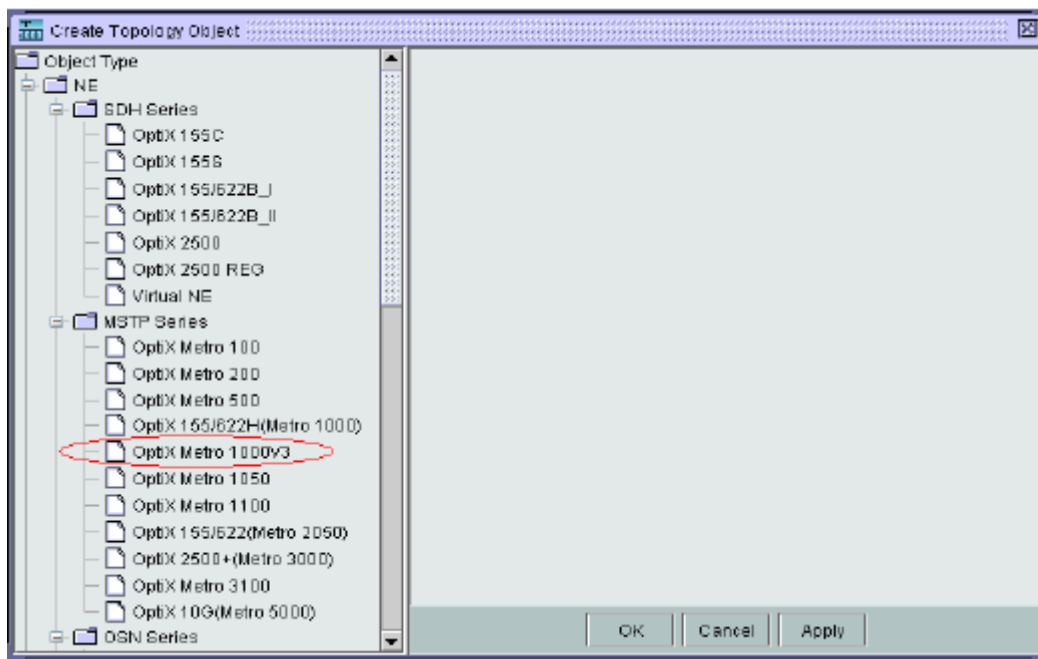 Create Topology Object
Object Type
NE
SDH Series
OptiX 155C
OptiX 155S
OptiX 155/622B_I
OptiX 155/622B_II
OptiX 2500
OptiX 2500 REG
Virtual NE
MSTP Series
OptiX Metro 100
OptiX Metro 200
OptiX Metro 500
OptiX 155/622H(Metro 1000)
OptiX Metro 1000V3
OptiX Metro 1050
OptiX Metro 1100
OptiX 155/622(Metro 2050)
OptiX 2500+(Metro 3000)
OptiX Metro 3100
OptiX 10G(Metro 5000)
OSN Series
OK Cancel Apply